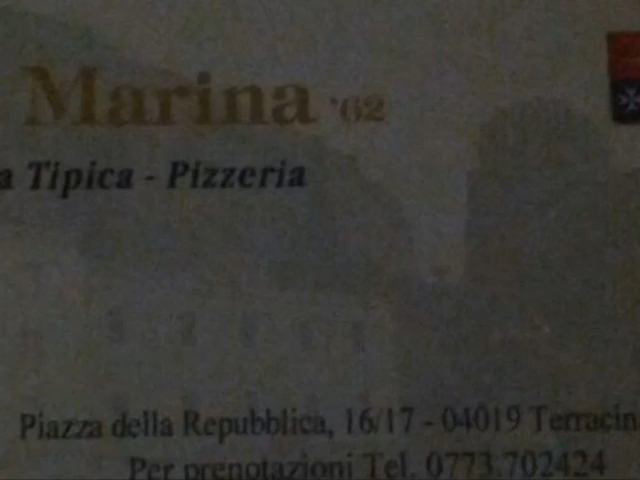 Marina '62
a Tipica - Pizzeria
Piazza della Repubblica, 16/17 - 04019 Terracin
Per prenotazioni Tel. 0773.702424